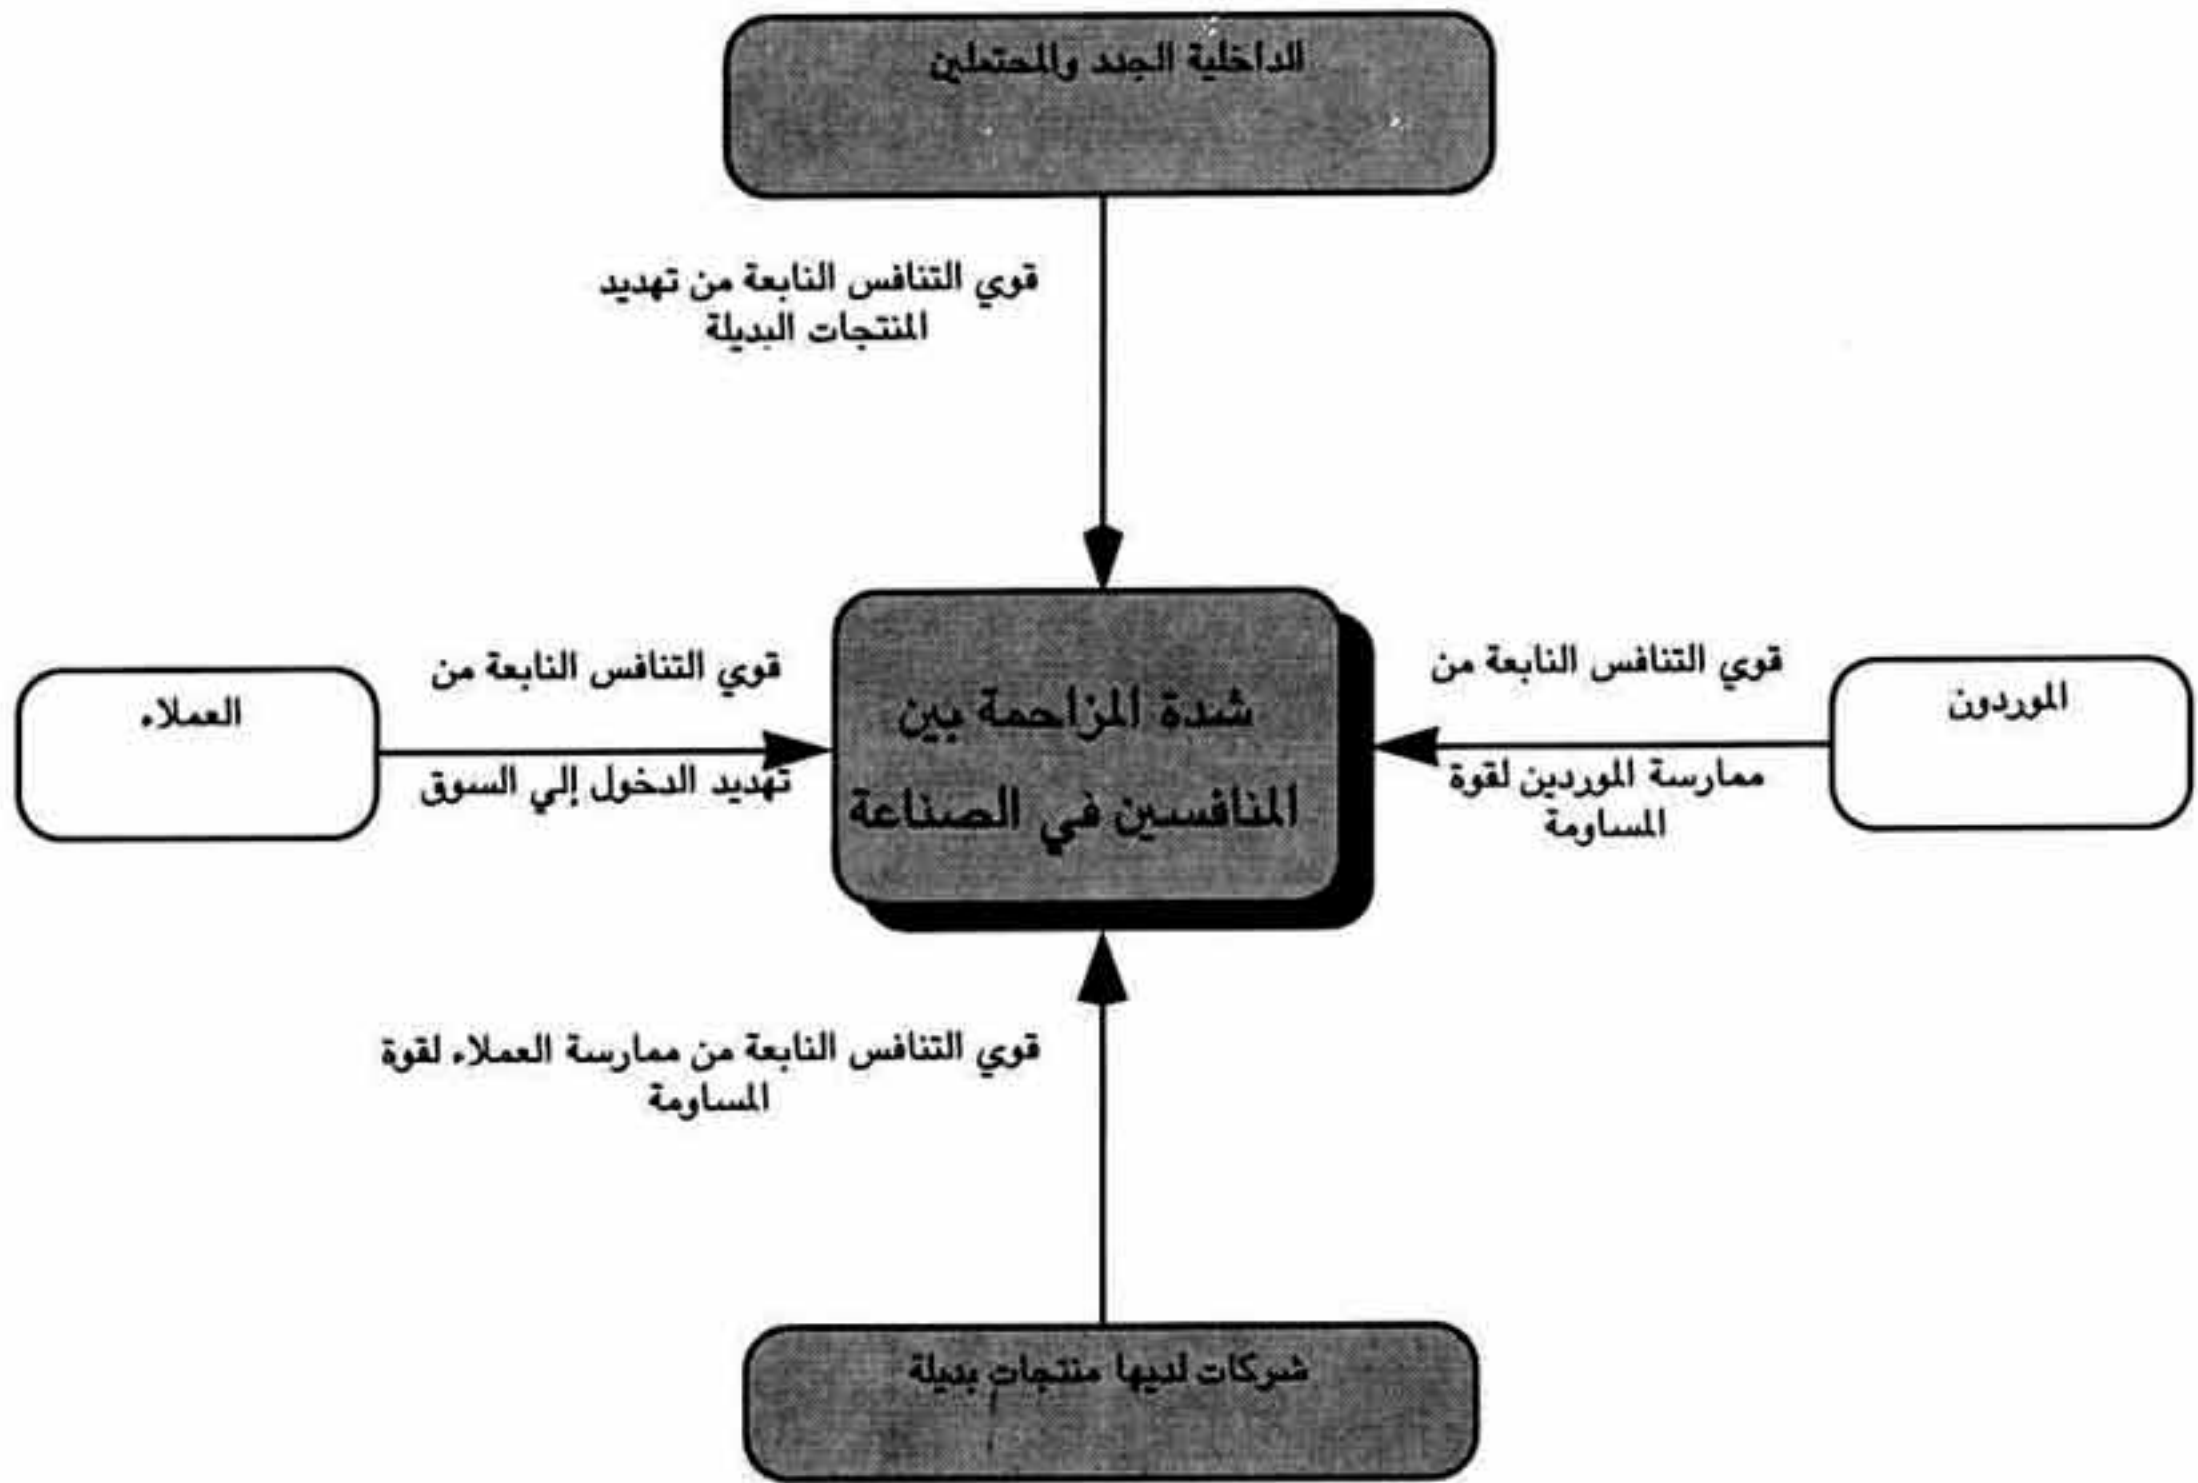 الداخلية الجدد والمحتملين
قوي التنافس النابعة من تهديد
المنتجات البديلة
قوي التنافس النابعة من
الموردون
ممارسة الموردين لقوة
المساومة
شدة المزاحمة بين
المنافسين في الصناعة
قوي التنافس النابعة من
العملاء
تهديد الدخول إلي السوق
قوي التنافس النابعة من ممارسة العملاء لقوة
المساومة
شركات لديها منتجات بديلة